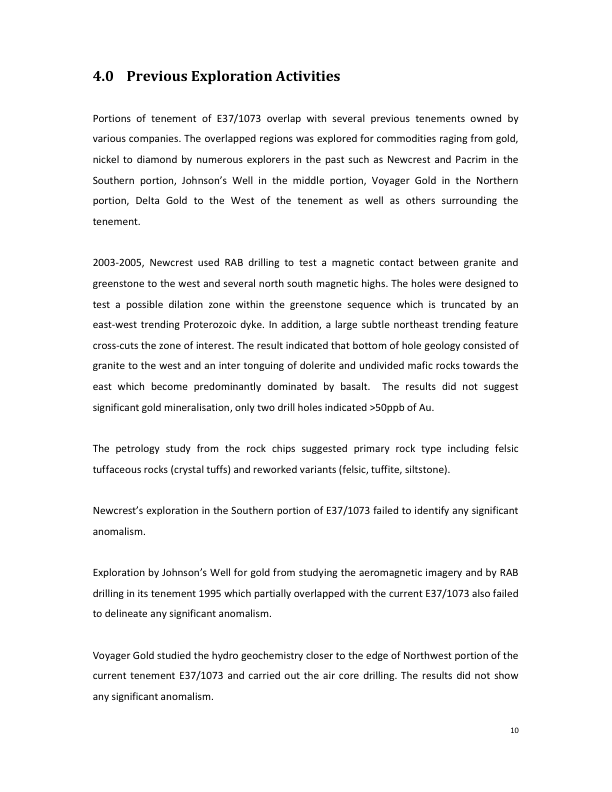 4.0 Previous Exploration Activities
Portions of tenement of E37/1073 overlap with several previous tenements owned by
various companies. The overlapped regions was explored for commodities raging from gold,
nickel to diamond by numerous explorers in the past such as Newcrest and Pacrim in the
Southern portion, Johnson's Well in the middle portion, Voyager Gold in the Northern
portion, Delta Gold to the West of the tenement as well as others surrounding the
tenement.
2003-2005, Newcrest used RAB drilling to test a magnetic contact between granite and
greenstone to the west and several north south magnetic highs. The holes were designed to
test a possible dilation zone within the greenstone sequence which is truncated by an
east-west trending Proterozoic dyke. In addition, a large subtle northeast trending feature
cross-cuts the zone of interest. The result indicated that bottom of hole geology consisted of
granite to the west and an inter tonguing of dolerite and undivided mafic rocks towards the
east which become predominantly dominated by basalt. The results did not suggest
significant gold mineralisation, only two drill holes indicated >50ppb of Au.
The petrology study from the rock chips suggested primary rock type including felsic
tuffaceous rocks (crystal tuffs) and reworked variants (felsic, tuffite, siltstone).
Newcrest's exploration in the Southern portion of E37/1073 failed to identify any significant
anomalism.
Exploration by Johnson's Well for gold from studying the aeromagnetic imagery and by RAB
drilling in its tenement 1995 which partially overlapped with the current E37/1073 also failed
to delineate any significant anomalism.
Voyager Gold studied the hydro geochemistry closer to the edge of Northwest portion of the
current tenement E37/1073 and carried out the air core drilling. The results did not show
any significant anomalism.
10